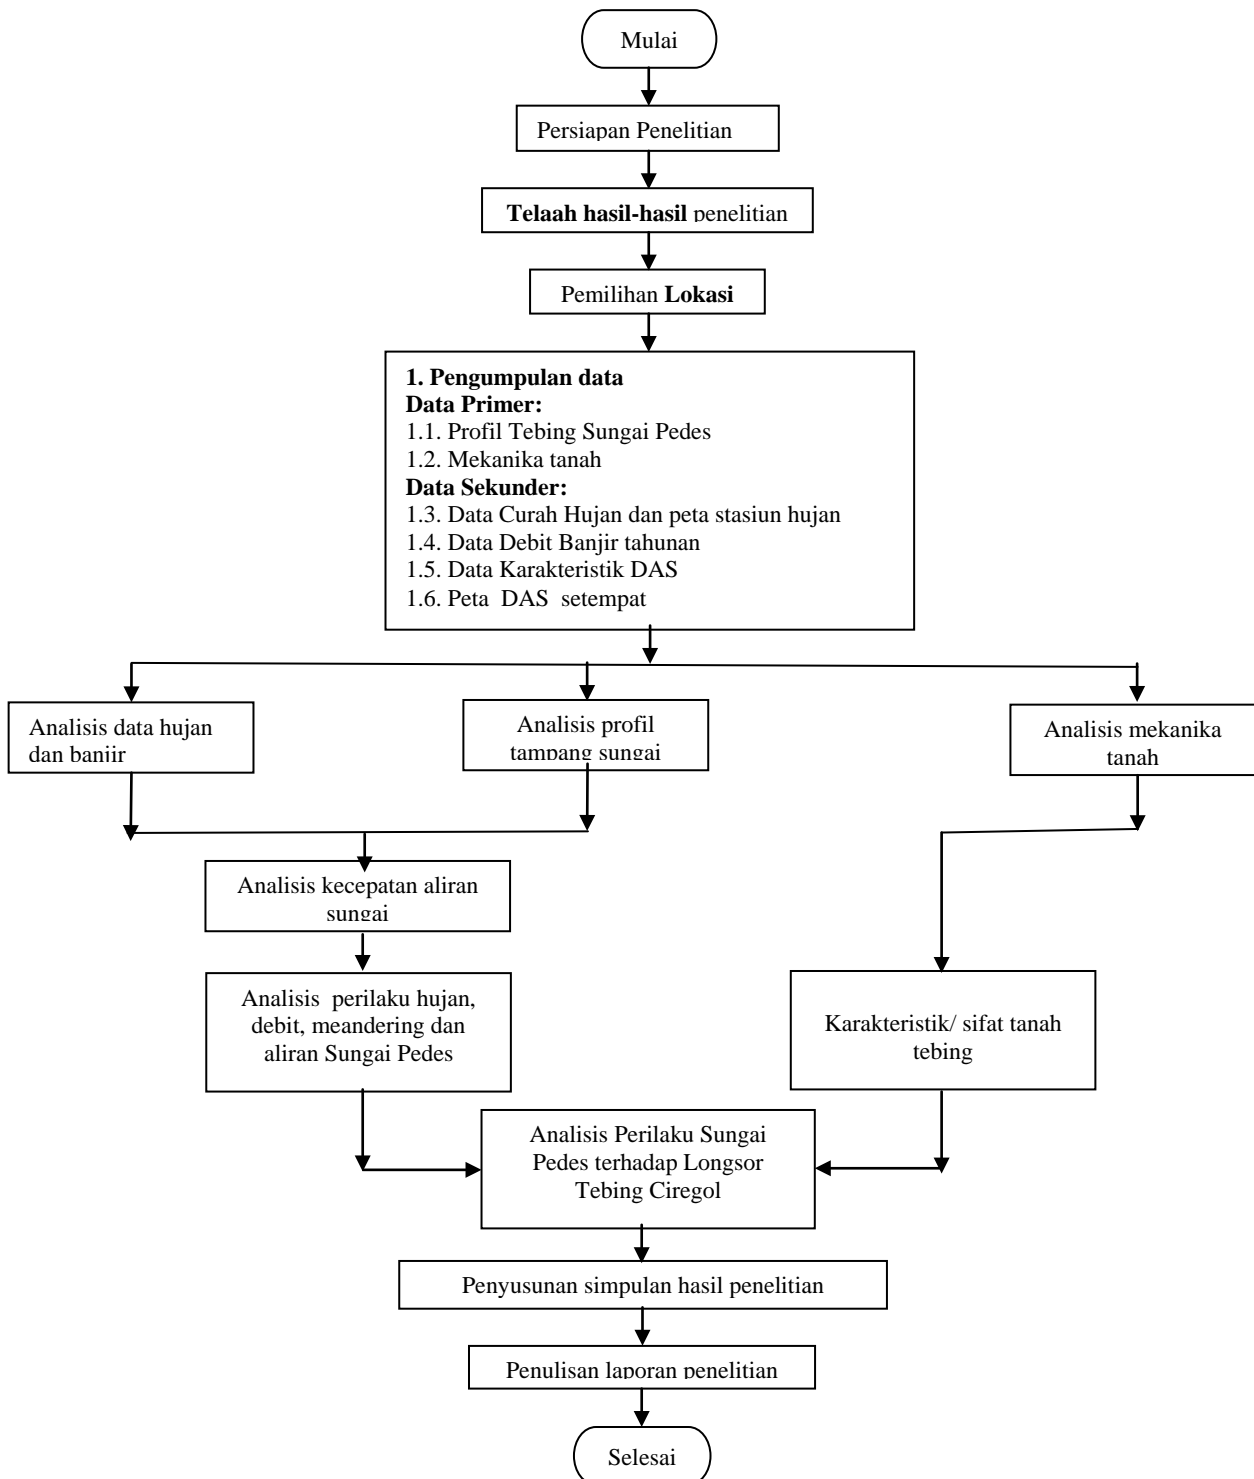 Mulai
Persiapan Penelitian
Telaah hasil-hasil penelitian
Pemilihan Lokasi
1. Pengumpulan data
Data Primer:
1.1. Profil Tebing Sungai Pedes
1.2. Mekanika tanah
Data Sekunder:
1.3. Data Curah Hujan dan peta stasiun hujan
1.4. Data Debit Banjir tahunan
1.5. Data Karakteristik DAS
1.6. Peta DAS setempat
Analisis data hujan
dan banjir
Analisis profil
tampang sungai
Analisis mekanika
tanah
Analisis kecepatan aliran
sungai
Analisis perilaku hujan,
debit, meandering dan
aliran Sungai Pedes
Karakteristik/ sifat tanah
tebing
Analisis Perilaku Sungai
Pedes terhadap Longsor
Tebing Ciregol
Penyusunan simpulan hasil penelitian
Penulisan laporan penelitian
Selesai